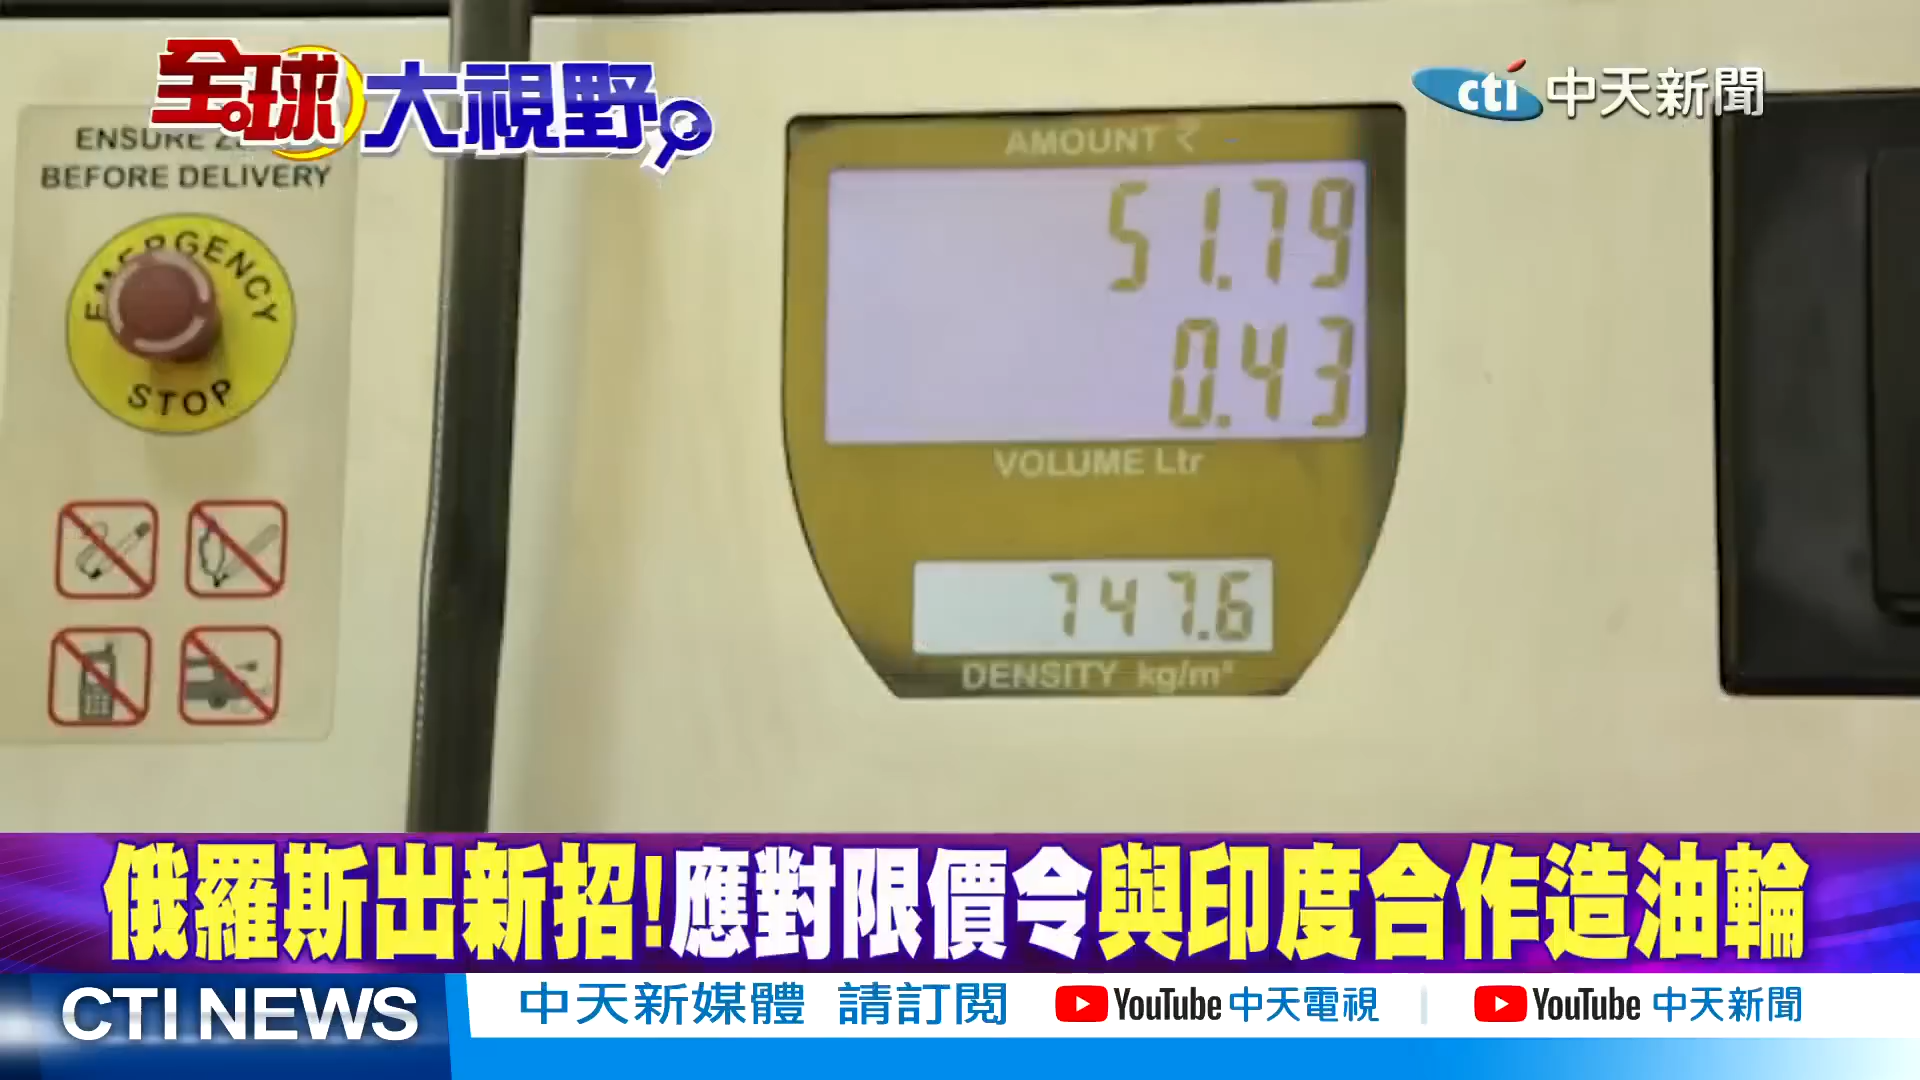 全球大視野
cti 中天新聞
ENSURE
BEFORE DELIVERY
EMERGENCY
STOP
AMOUNT ₹
51.79
0.43
VOLUME Ltr
747.6
DENSITY kg/m³
俄羅斯出新招!應對限價令與印度合作造油輪
CTI NEWS
中天新媒體 請訂閱 YouTube 中天電視 | YouTube 中天新聞